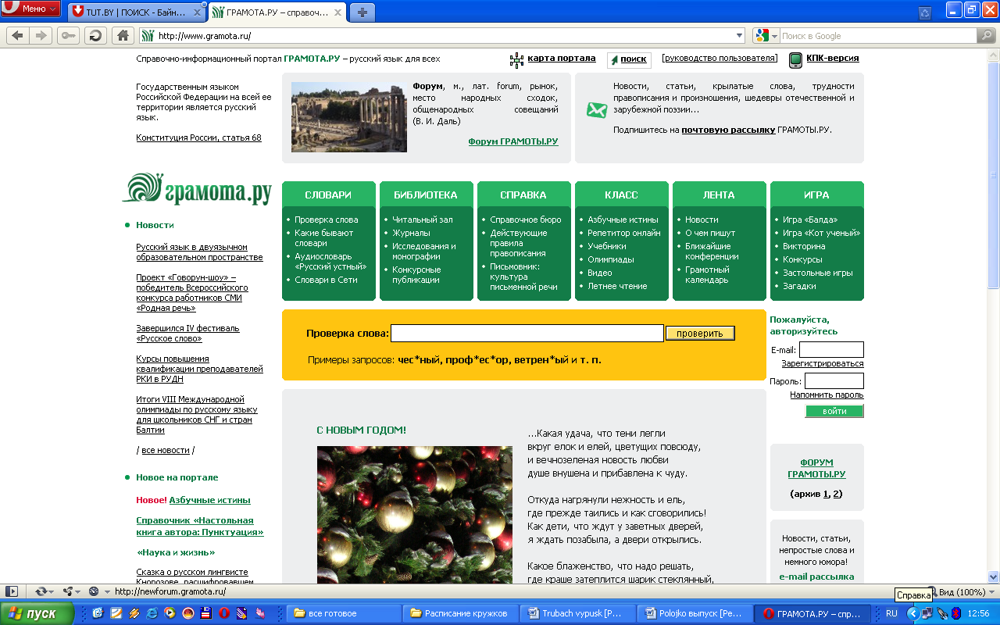 Меню
TUT.BY | ПОИСК - Байн...
ГРАМОТА.РУ – справоч...
http://www.gramota.ru/
Поиск в Google
Справочно-информационный портал ГРАМОТА.РУ – русский язык для всех
карта портала
поиск
[руководство пользователя]
КПК-версия
Государственным языком
Российской Федерации на всей ее
территории является русский
язык.
Конституция России, статья 68
Форум, м., лат. forum, рынок,
место народных сходок,
общенародных совещаний
(В. И. Даль)
Форум ГРАМОТЫ.РУ
Новости, статьи, крылатые слова, трудности
правописания и произношения, шедевры отечественной и
зарубежной поэзии...
Подпишитесь на почтовую рассылку ГРАМОТЫ.РУ.
грамота.ру
СЛОВАРИ
Проверка слова
Какие бывают
словари
Аудиословарь
«Русский устный»
Словари в Сети
БИБЛИОТЕКА
Читальный зал
Журналы
Исследования и
монографии
Конкурсные
публикации
СПРАВКА
Справочное бюро
Действующие
правила
правописания
Письмовник:
культура
письменной речи
КЛАСС
Азбучные истины
Репетитор онлайн
Учебники
Олимпиады
Видео
Летнее чтение
ЛЕНТА
Новости
О чем пишут
Ближайшие
конференции
Грамотный
календарь
ИГРА
Игра «Балда»
Игра «Кот ученый»
Викторина
Конкурсы
Застольные игры
Загадки
Новости
Русский язык в двуязычном
образовательном пространстве
Проект «Говорун-шоу» –
победитель Всероссийского
конкурса работников СМИ
«Родная речь»
Завершился IV фестиваль
«Русское слово»
Курсы повышения
квалификации преподавателей
РКИ в РУДН
Итоги VIII Международной
олимпиады по русскому языку
для школьников СНГ и стран
Балтии
/ все новости /
Новое на портале
Новое! Азбучные истины
Справочник «Настольная
книга автора: Пунктуация»
«Наука и жизнь»
Сказка о русском лингвисте
Кнорозове, расшифровавшем
Проверка слова:
проверить
Примеры запросов: чес*ный, проф*ес*ор, ветрен*ый и т. п.
С НОВЫМ ГОДОМ!
...Какая удача, что тени легли
вкруг елок и елей, цветущих повсюду,
и вечнозеленая новость любви
душе внушена и прибавлена к чуду.
Откуда нагрянули нежность и ель,
где прежде таились и как сговорились!
Как дети, что ждут у заветных дверей,
я ждать позабыла, а двери открылись.
Какое блаженство, что надо решать,
где краше затеплится шарик стеклянный,
Пожалуйста,
авторизуйтесь
E-mail:
Зарегистрироваться
Пароль:
Напомнить пароль
войти
ФОРУМ
ГРАМОТЫ.РУ
(архив 1, 2)
Новости, статьи,
непростые слова и
немного юмора!
e-mail рассылка
http://newforum.gramota.ru/
Справка
Вид (100%)
пуск
все готовое
Расписание кружков
Trubach vypusk [Р...
Polojko выпуск [Ре...
ГРАМОТА.РУ – спр...
RU
12:56